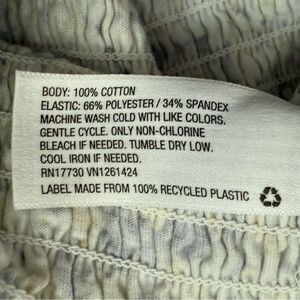 BODY: 100% COTTON
ELASTIC: 66% POLYESTER / 34% SPANDEX
MACHINE WASH COLD WITH LIKE COLORS.
GENTLE CYCLE. ONLY NON-CHLORINE
BLEACH IF NEEDED. TUMBLE DRY LOW.
COOL IRON IF NEEDED.
RN17730 VN1261424
LABEL MADE FROM 100% RECYCLED PLASTIC